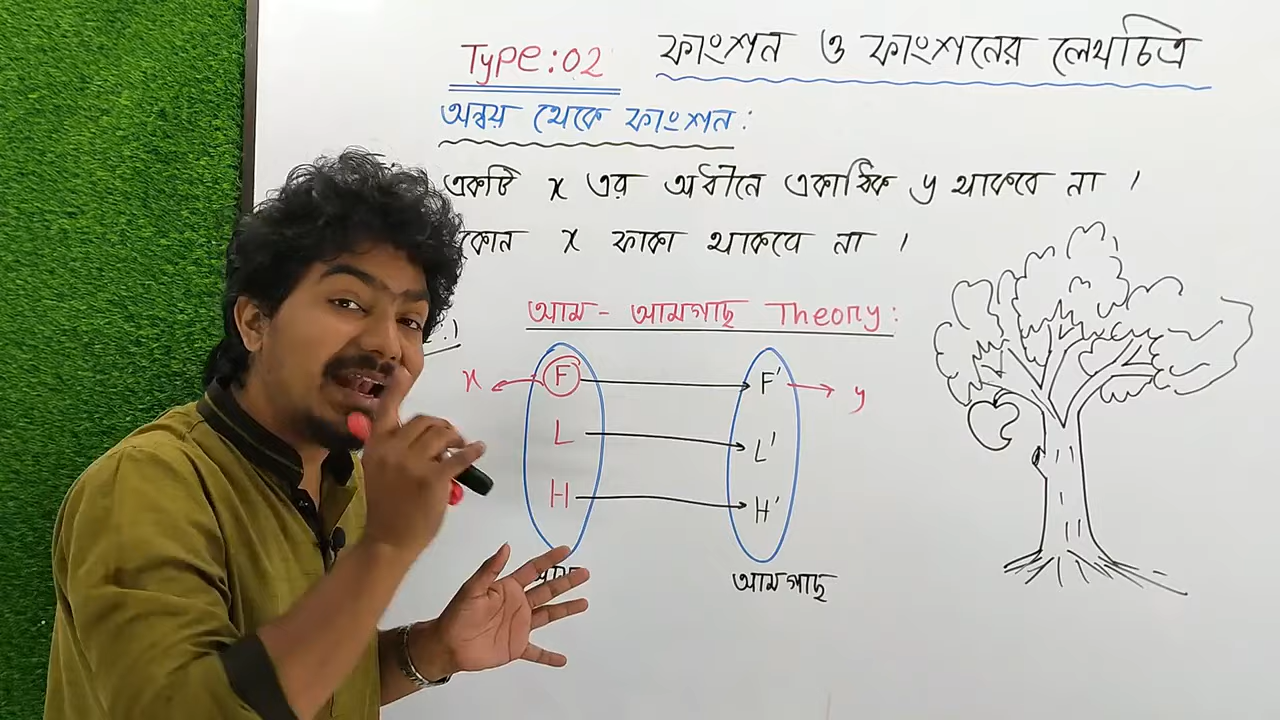 Type:02 ফাংশন ও ফাংশনের লেখচিত্র
অন্বয় থেকে ফাংশন:
একটি x এর অধীনে একাধিক y থাকবে না ।
কোন x ফাকা থাকবে না ।
আম - আমগাছ Theory:
x F F' y
L L'
H H'
আমগাছ